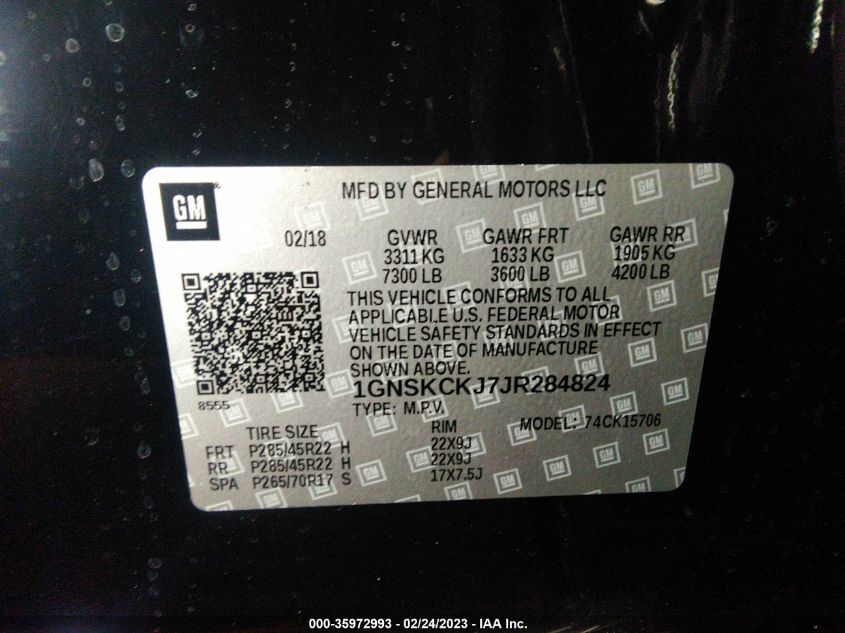 GM
MFD BY GENERAL MOTORS LLC
02/18 GVWR GAWR FRT GAWR RR
3311 KG 1633 KG 1905 KG
7300 LB 3600 LB 4200 LB
THIS VEHICLE CONFORMS TO ALL
APPLICABLE U.S. FEDERAL MOTOR
VEHICLE SAFETY STANDARDS IN EFFECT
ON THE DATE OF MANUFACTURE
SHOWN ABOVE.
1GNSKCKJ7JR284824
8555
TYPE: M.P.V. MODEL: 74CK15706
TIRE SIZE RIM
FRT P285/45R22 H 22X9J
RR P285/45R22 H 22X9J
SPA P265/70R17 S 17X7.5J
000-35972993 - 02/24/2023 - IAA Inc.